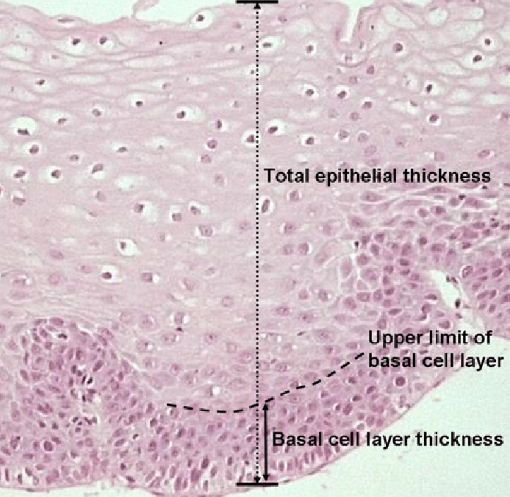 Total epithelial thickness
Upper limit of
basal cell layer
Basal cell layer thickness